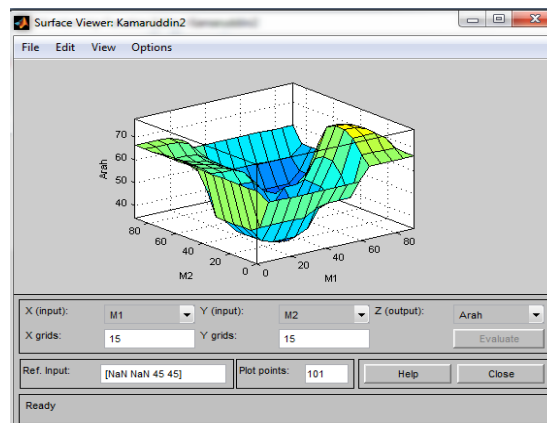 Surface Viewer: Kamaruddin2
File Edit View Options
70
60
50
40
Arah
80
60
40
20
0
M2
0
20
40
60
80
M1
X (input): M1 Y (input): M2 Z (output): Arah
X grids: 15 Y grids: 15 Evaluate
Ref. Input: [NaN NaN 45 45] Plot points: 101 Help Close
Ready